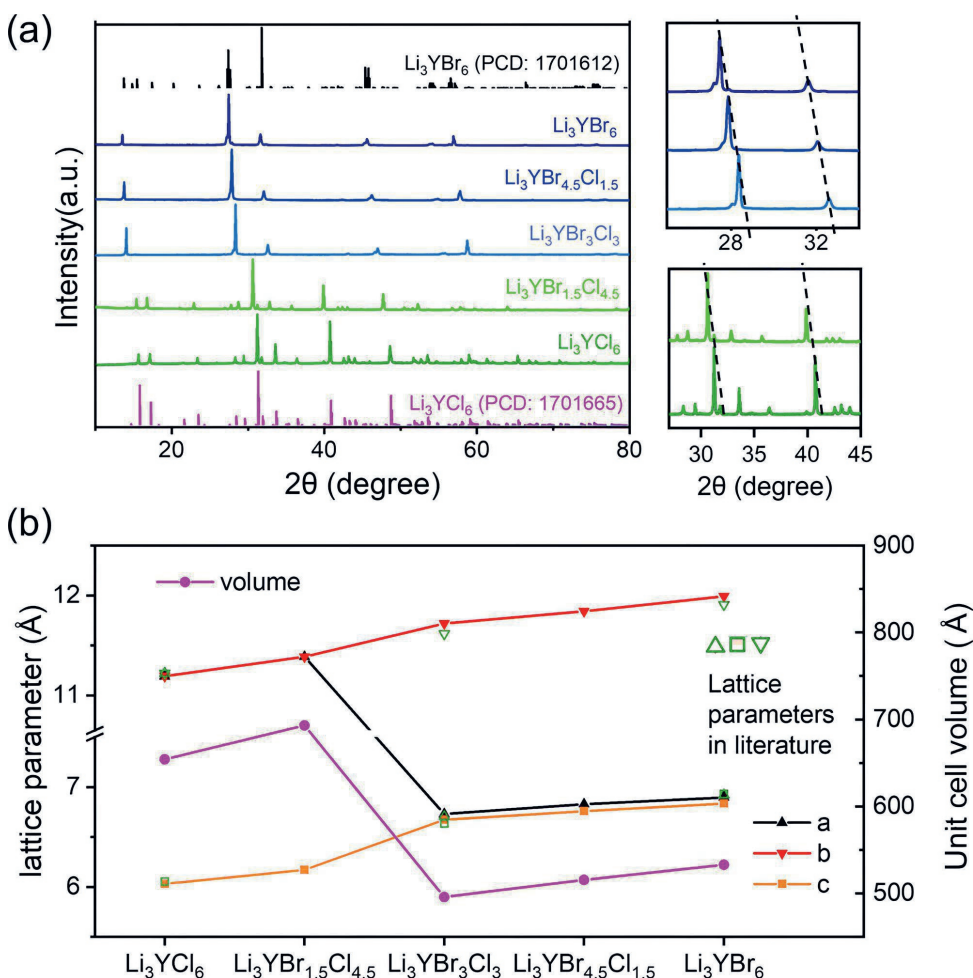 (a)
Intensity(a.u.)
Li₃YBr₆ (PCD: 1701612)
Li₃YBr₆
Li₃YBr₄.₅Cl₁.₅
Li₃YBr₃Cl₃
Li₃YBr₁.₅Cl₄.₅
Li₃YCl₆
Li₃YCl₆ (PCD: 1701665)
20 40 60 80
2θ (degree)
28 32
30 35 40 45
2θ (degree)
(b)
lattice parameter (Å)
12
11
7
6
volume
Lattice
parameters
in literature
a
b
c
900
800
700
600
500
Unit cell volume (Å)
Li₃YCl₆ Li₃YBr₁.₅Cl₄.₅ Li₃YBr₃Cl₃ Li₃YBr₄.₅Cl₁.₅ Li₃YBr₆